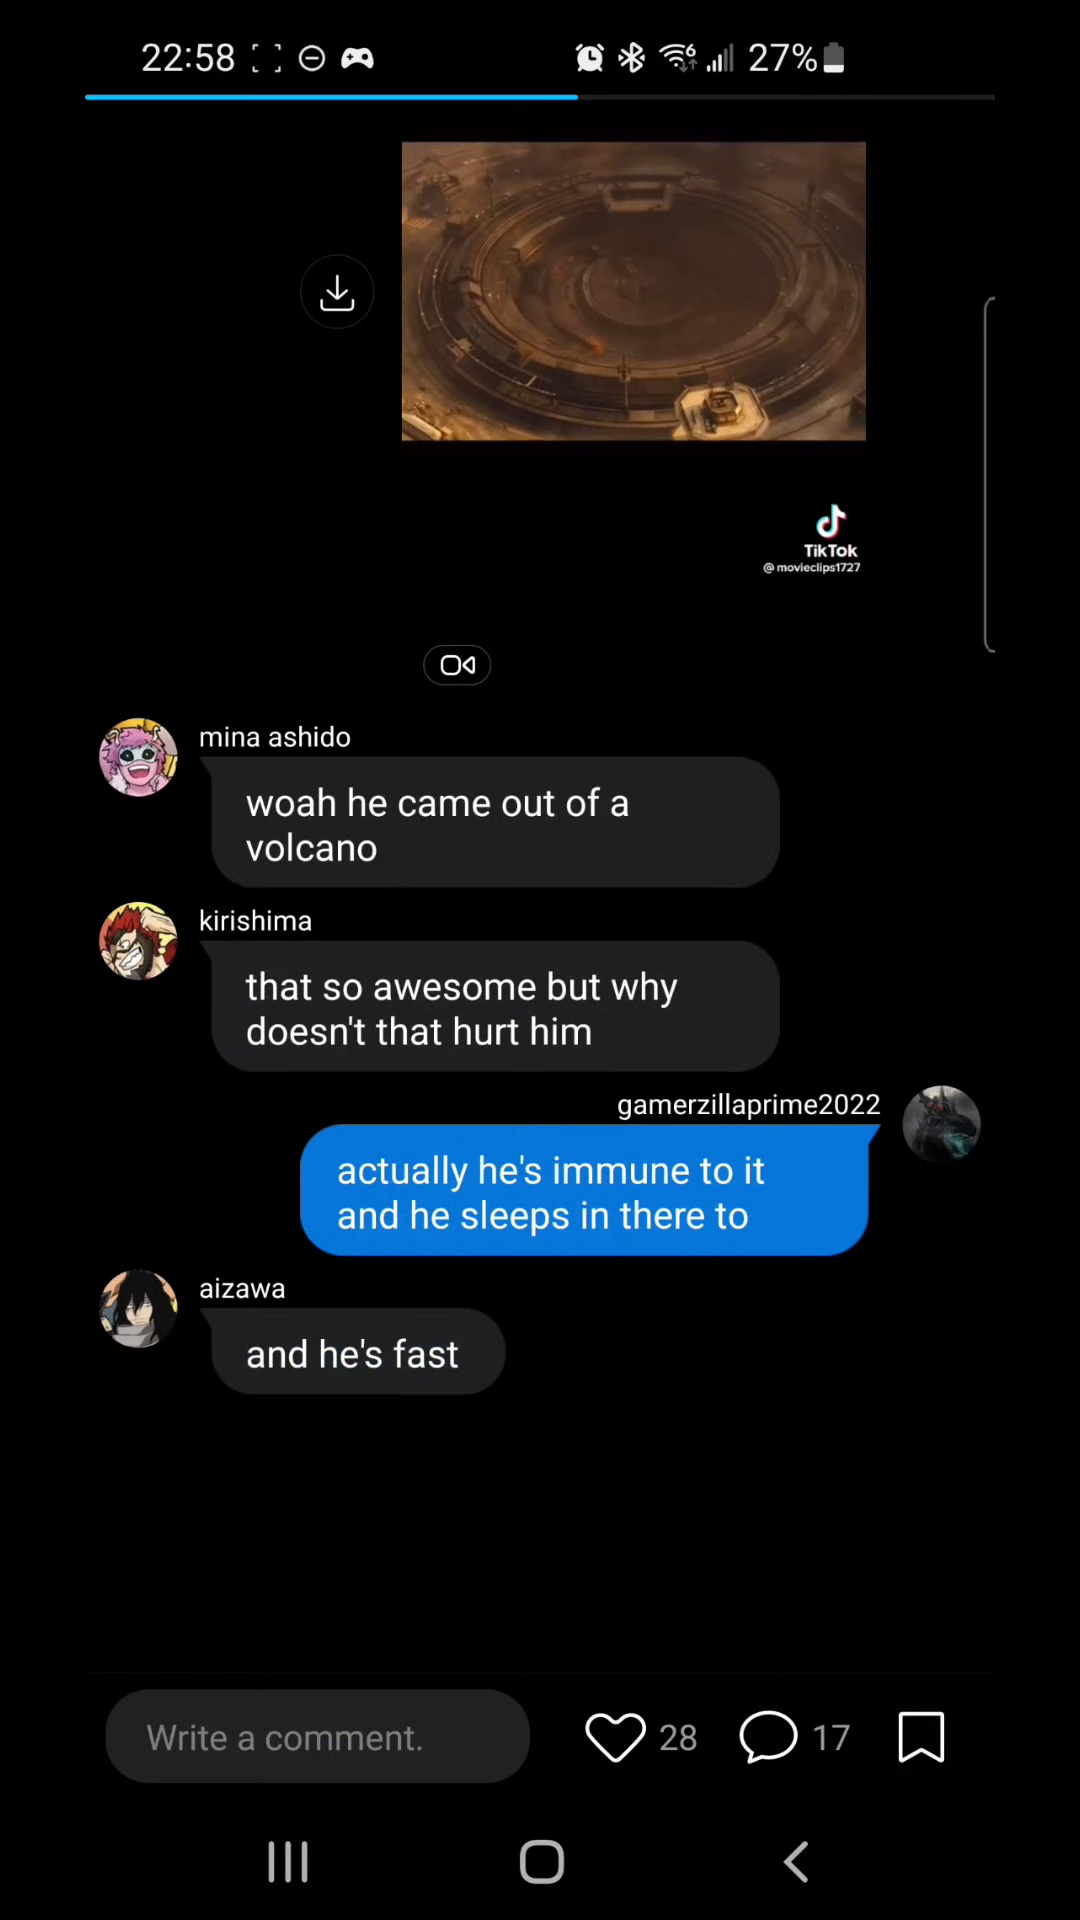 22:58
27%
TikTok
@movieclips1727
mina ashido
woah he came out of a
volcano
kirishima
that so awesome but why
doesn't that hurt him
gamerzillaprime2022
actually he's immune to it
and he sleeps in there to
aizawa
and he's fast
Write a comment.
28
17